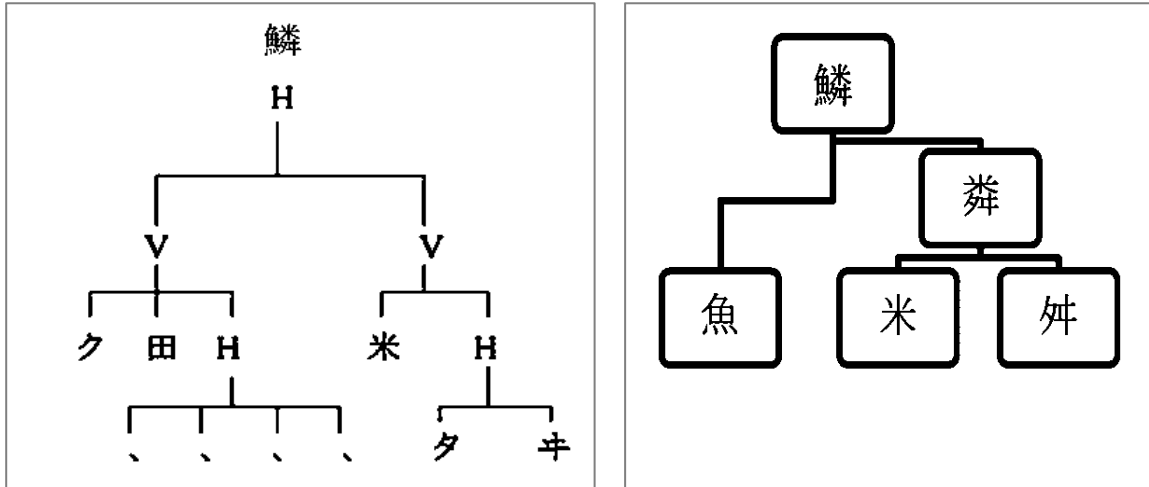 鱗
H
V V
ク 田 H 米 H
、 、 、 、 タ ヰ
鱗
粦
魚 米 舛